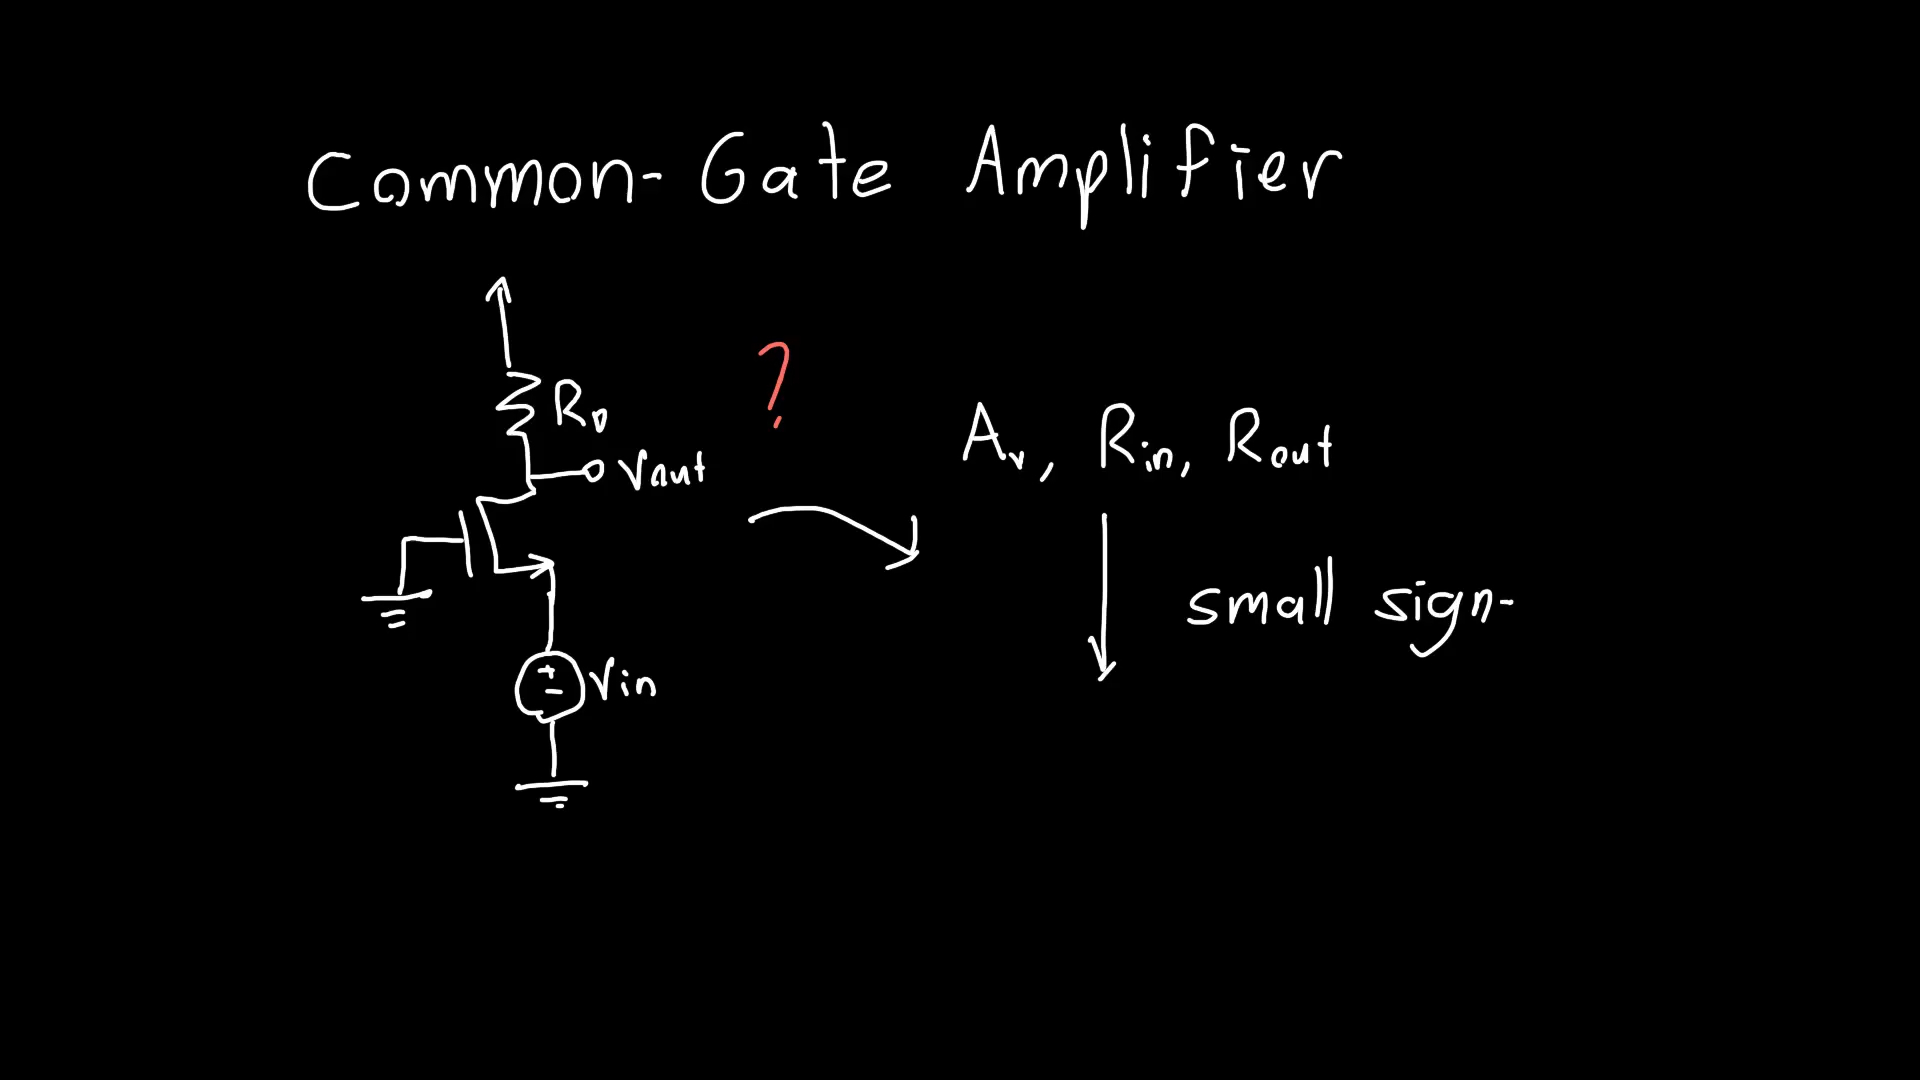 Common-Gate Amplifier
?
RD
Vout
Av, Rin, Rout
small sign-
+
-
Vin